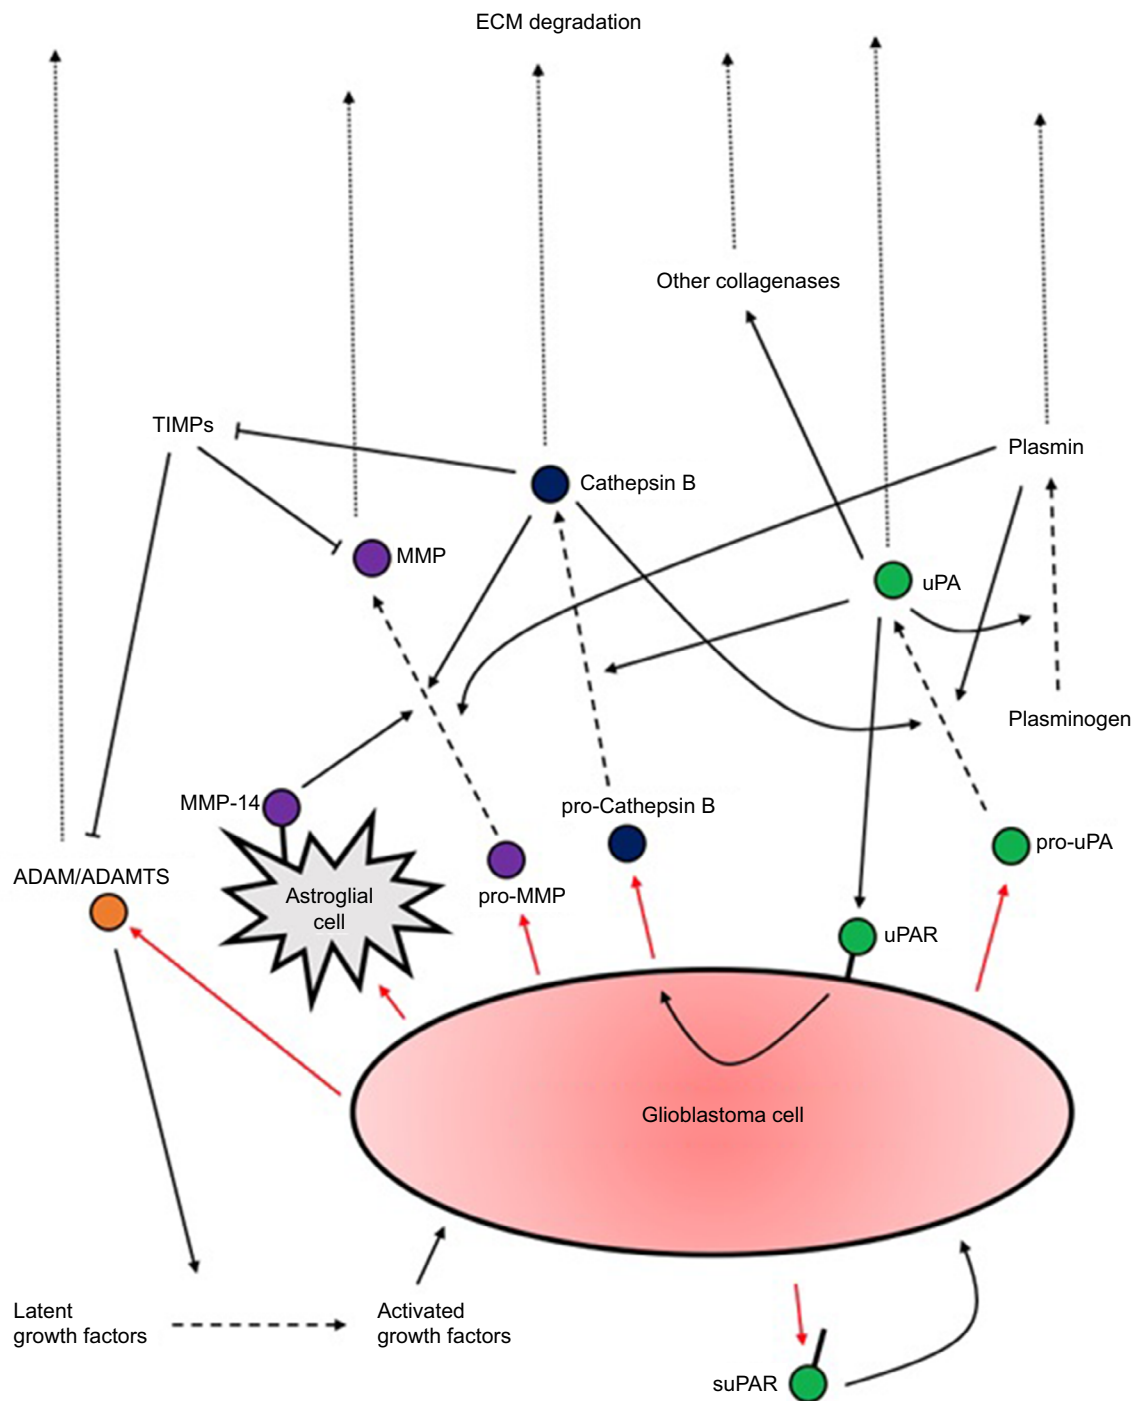 ECM degradation
Other collagenases
TIMPs
Plasmin
Cathepsin B
MMP
uPA
Plasminogen
MMP-14
pro-Cathepsin B
pro-uPA
ADAM/ADAMTS
Astroglial
cell
pro-MMP
uPAR
Glioblastoma cell
Latent
growth factors
Activated
growth factors
suPAR